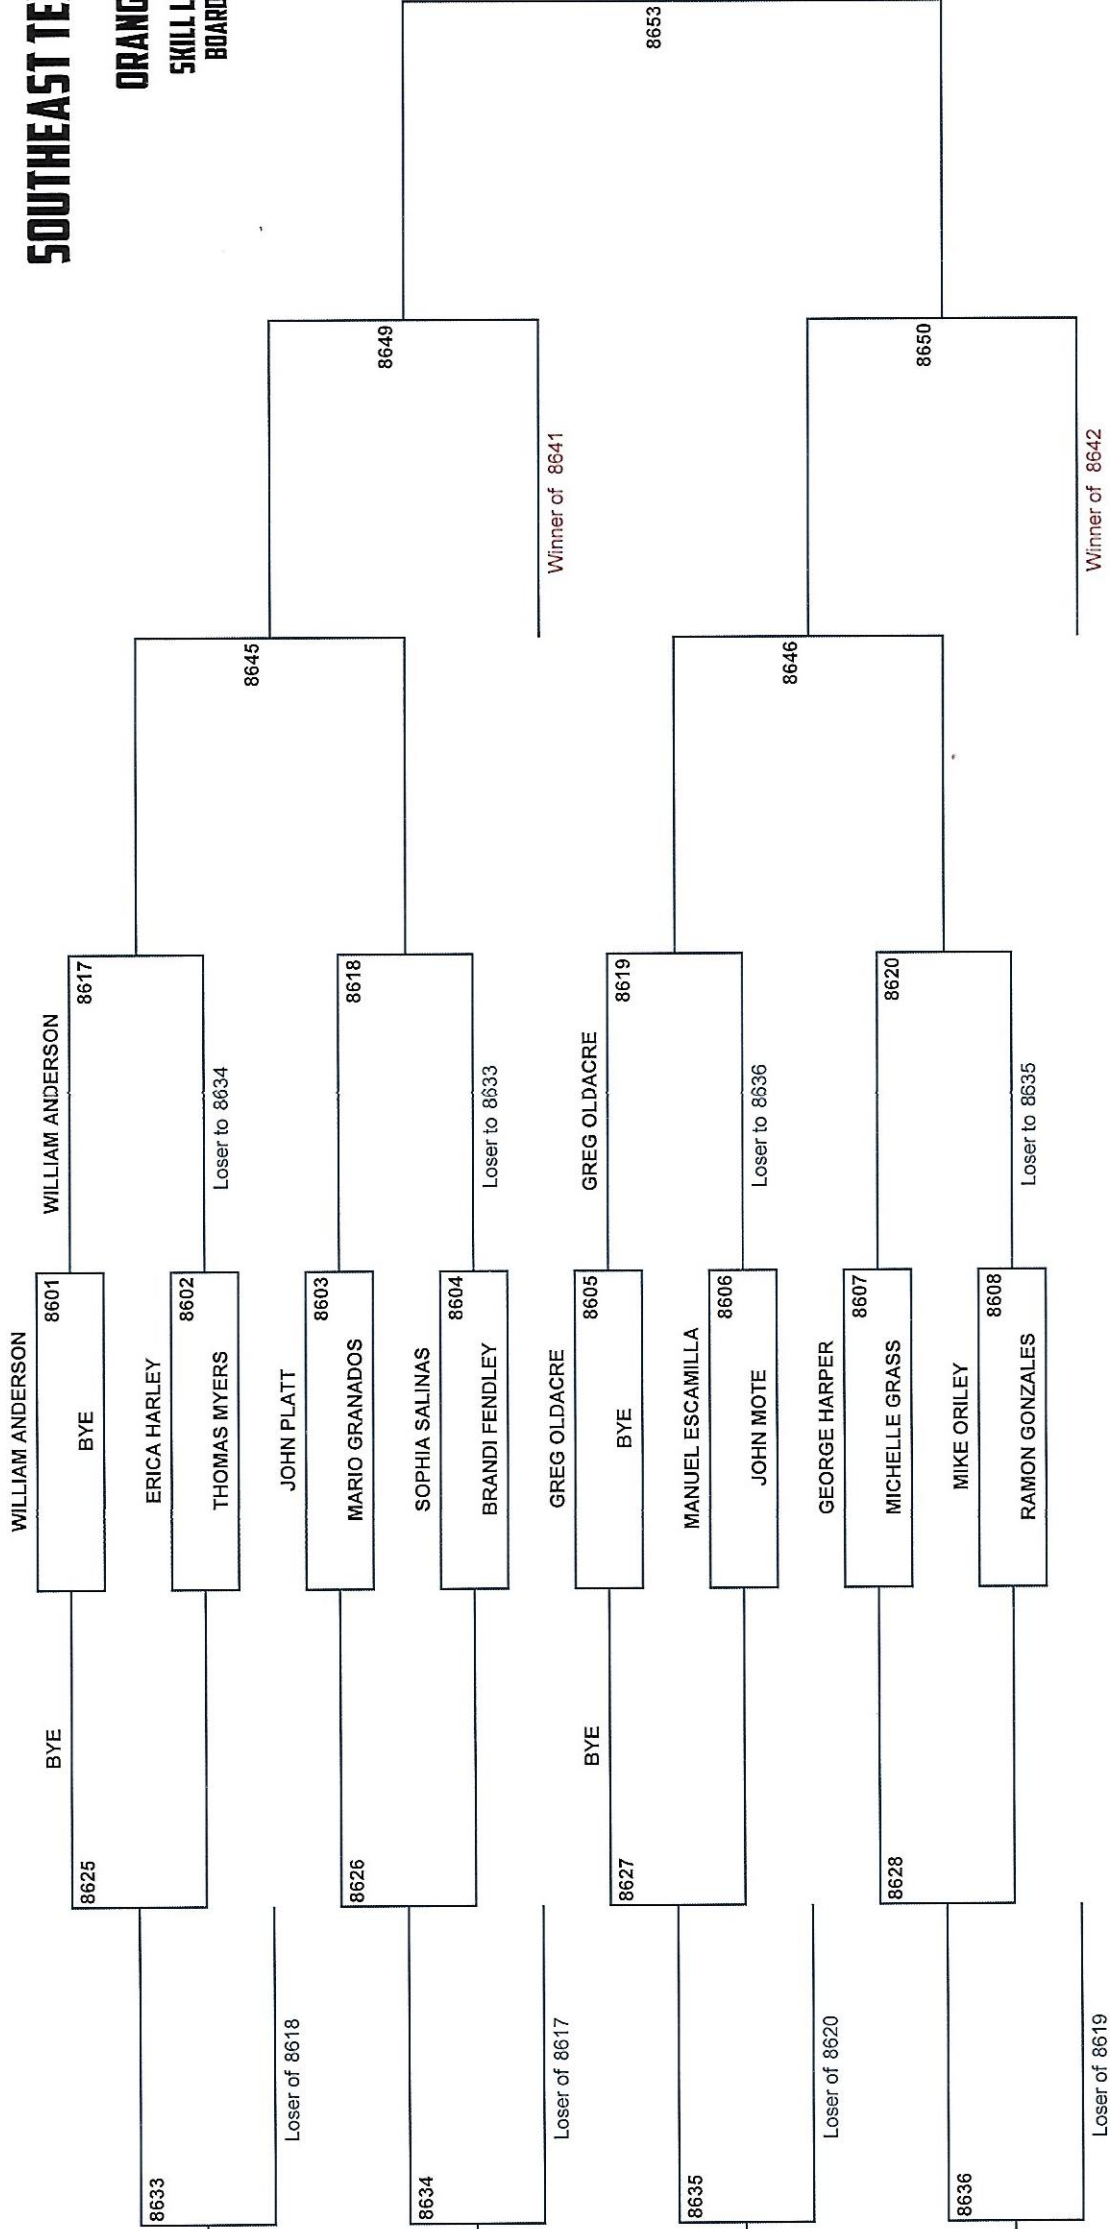 SOUTHEAST TE
ORANG
SKILL L
BOARD
WILLIAM ANDERSON
BYE
8601
WILLIAM ANDERSON
8617
BYE
8625
ERICA HARLEY
THOMAS MYERS
8602
Loser to 8634
8633
Loser of 8618
8645
JOHN PLATT
MARIO GRANADOS
8603
8618
8626
SOPHIA SALINAS
BRANDI FENDLEY
8604
Loser to 8633
8634
Loser of 8617
8649
Winner of 8641
8653
GREG OLDACRE
BYE
8605
GREG OLDACRE
8619
BYE
8627
MANUEL ESCAMILLA
JOHN MOTE
8606
Loser to 8636
8635
Loser of 8620
8646
GEORGE HARPER
MICHELLE GRASS
8607
8620
8628
MIKE ORILEY
RAMON GONZALES
8608
Loser to 8635
8636
Loser of 8619
8650
Winner of 8642